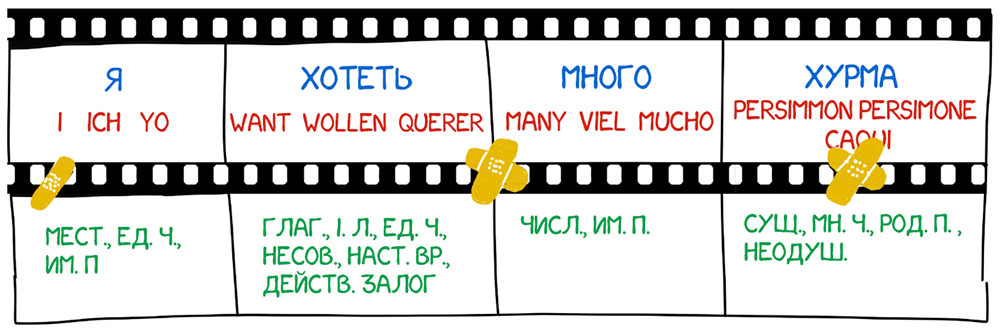 Я
I ICH YO
ХОТЕТЬ
WANT WOLLEN QUERER
МНОГО
MANY VIEL MUCHO
ХУРМА
PERSIMMON PERSIMONE
CAQUI
МЕСТ., ЕД. Ч.,
ИМ. П
ГЛАГ., I. Л., ЕД. Ч.,
НЕСОВ., НАСТ. ВР.,
ДЕЙСТВ. ЗАЛОГ
ЧИСЛ., ИМ. П.
СУЩ., МН. Ч., РОД. П. ,
НЕОДУШ.